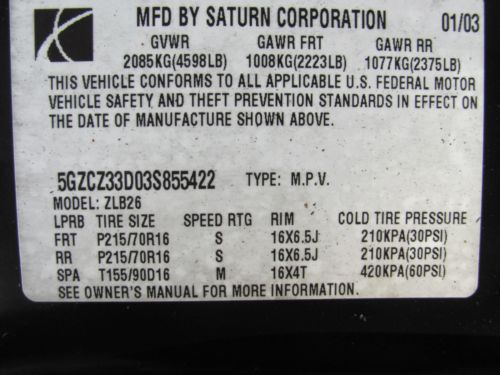 MFD BY SATURN CORPORATION 01/03
GVWR GAWR FRT GAWR RR
2085KG(4598LB) 1008KG(2223LB) 1077KG(2375LB)
THIS VEHICLE CONFORMS TO ALL APPLICABLE U.S. FEDERAL MOTOR
VEHICLE SAFETY AND THEFT PREVENTION STANDARDS IN EFFECT ON
THE DATE OF MANUFACTURE SHOWN ABOVE.
5GZCZ33D03S855422 TYPE: M.P.V.
MODEL: ZLB26
LPRB TIRE SIZE SPEED RTG RIM COLD TIRE PRESSURE
FRT P215/70R16 S 16X6.5J 210KPA(30PSI)
RR P215/70R16 S 16X6.5J 210KPA(30PSI)
SPA T155/90D16 M 16X4T 420KPA(60PSI)
SEE OWNER'S MANUAL FOR MORE INFORMATION.